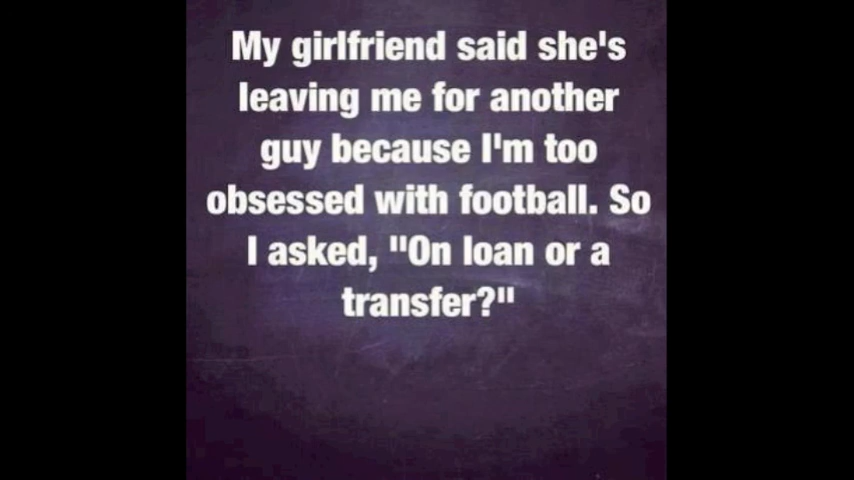 My girlfriend said she's
leaving me for another
guy because I'm too
obsessed with football. So
I asked, "On loan or a
transfer?"